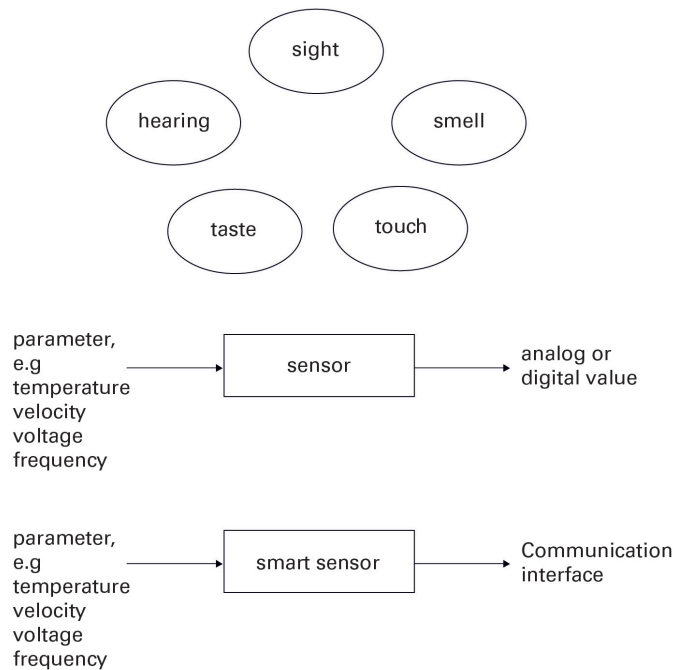 sight
hearing
smell
taste
touch
parameter,
e.g
temperature
velocity
voltage
frequency
sensor
analog or
digital value
parameter,
e.g
temperature
velocity
voltage
frequency
smart sensor
Communication
interface